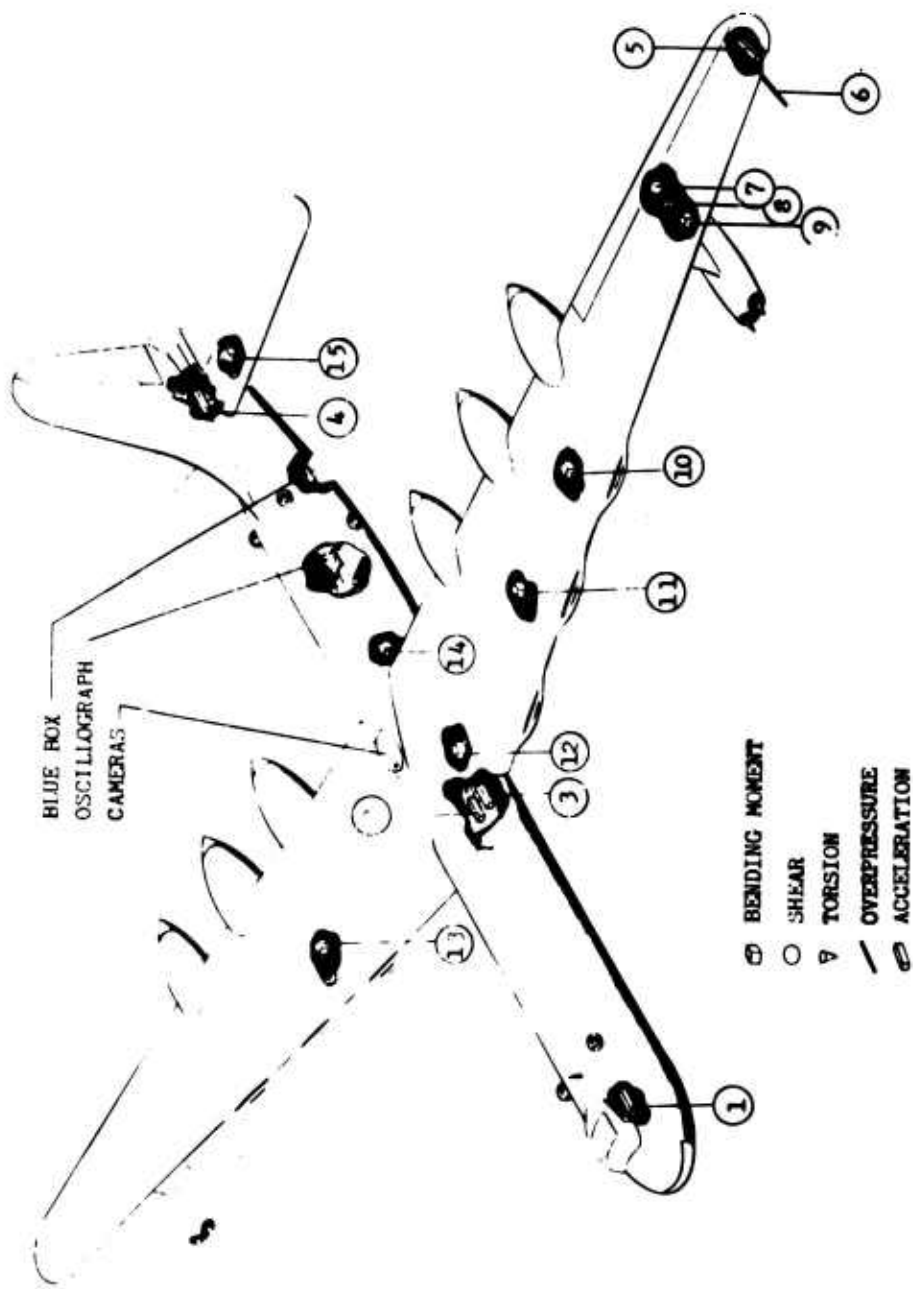 BLUE BOX
OSCILLOGRAPH
CAMERAS
15
4
14
13
12
3
11
10
5
6
7
8
9
1
BENDING MOMENT
SHEAR
TORSION
OVERPRESSURE
ACCELERATION